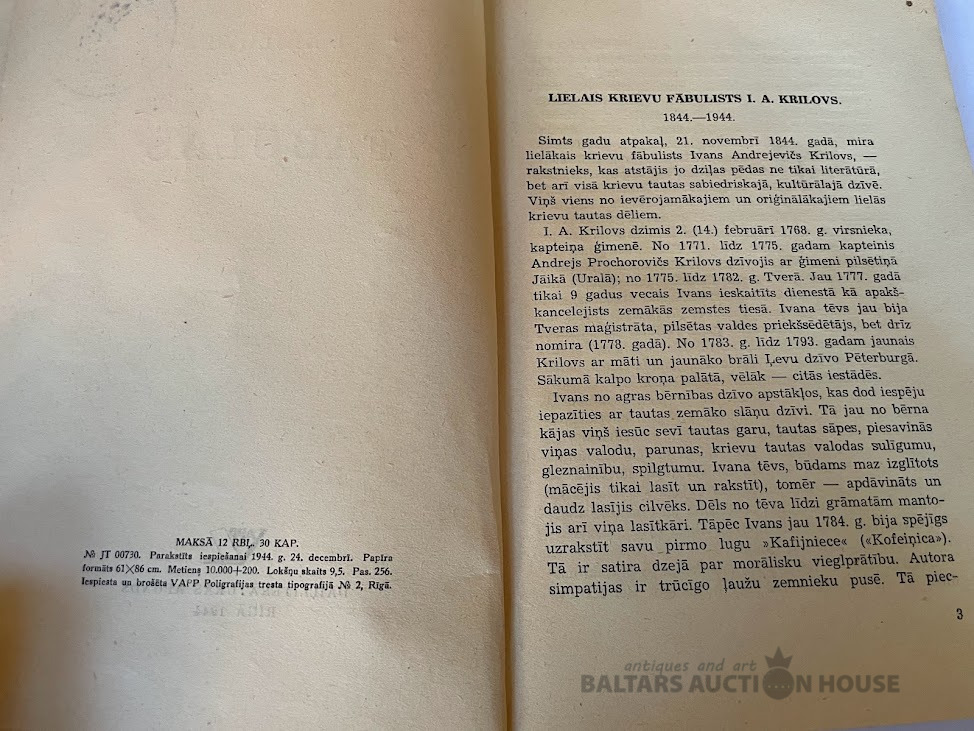 MAKSĀ 12 RBĻ. 30 KAP.
№ JT 00730. Parakstīts iespiešanai 1944. g. 24. decembrī. Papīra
formāts 61×86 cm. Metiens 10.000+200. Lokšņu skaits 9,5. Pas. 256.
Iespiests un brošēts VAPP Poligrafijas tresta tipografijā № 2, Rīgā.
LIELAIS KRIEVU FĀBULISTS I. A. KRILOVS.
1844.—1944.
Simts gadu atpakaļ, 21. novembrī 1844. gadā, mira
lielākais krievu fābulists Ivans Andrejevičs Krilovs, —
rakstnieks, kas atstājis jo dziļas pēdas ne tikai literātūrā,
bet arī visā krievu tautas sabiedriskajā, kultūrālajā dzīvē.
Viņš viens no ievērojamākajiem un oriģinālākajiem lielās
krievu tautas dēliem.
I. A. Krilovs dzimis 2. (14.) februārī 1768. g. virsnieka,
kapteiņa ģimenē. No 1771. līdz 1775. gadam kapteinis
Andrejs Prochorovičs Krilovs dzīvojis ar ģimeni pilsētiņā
Jāikā (Uralā); no 1775. līdz 1782. g. Tverā. Jau 1777. gadā
tikai 9 gadus vecais Ivans ieskaitīts dienestā kā apakš-
kancelejists zemākās zemstes tiesā. Ivana tēvs jau bija
Tveras maģistrāta, pilsētas valdes priekšsēdētājs, bet drīz
nomira (1778. gadā). No 1783. g. līdz 1793. gadam jaunais
Krilovs ar māti un jaunāko brāli Ļevu dzīvo Pēterburgā.
Sākumā kalpo kroņa palātā, vēlāk — citās iestādēs.
Ivans no agras bērnības dzīvo apstākļos, kas dod iespēju
iepazīties ar tautas zemāko slāņu dzīvi. Tā jau no bērna
kājas viņš iesūc sevī tautas garu, tautas sāpes, piesavinās
viņas valodu, parunas, krievu tautas valodas sulīgumu,
gleznainību, spilgtumu. Ivana tēvs, būdams maz izglītots
(mācējis tikai lasīt un rakstīt), tomēr — apdāvināts un
daudz lasījis cilvēks. Dēls no tēva līdzi grāmatām manto-
jis arī viņa lasītkāri. Tāpēc Ivans jau 1784. g. bija spējīgs
uzrakstīt savu pirmo lugu »Kafijniece« («Kofeiņica»).
Tā ir satira dzejā par morālisku vieglprātību. Autora
simpatijas ir trūcīgo ļaužu zemnieku pusē. Tā piec-
3
antiques and art
BALTARS AUCTION HOUSE